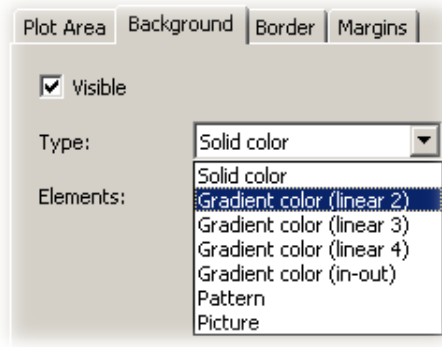 Plot Area Background Border Margins
Visible
Type: Solid color
Solid color
Elements: Gradient color (linear 2)
Gradient color (linear 3)
Gradient color (linear 4)
Gradient color (in-out)
Pattern
Picture